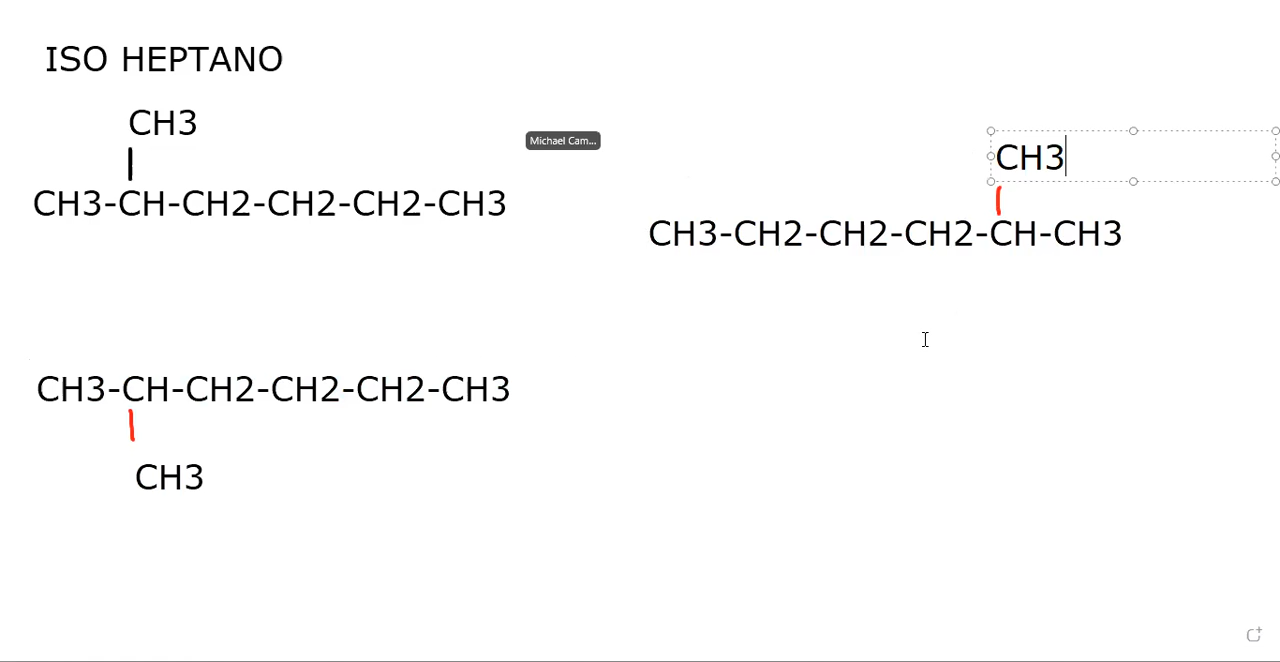 ISO HEPTANO
CH3
CH3-CH-CH2-CH2-CH2-CH3
Michael Cam...
CH3
CH3-CH2-CH2-CH2-CH-CH3
CH3-CH-CH2-CH2-CH2-CH3
CH3